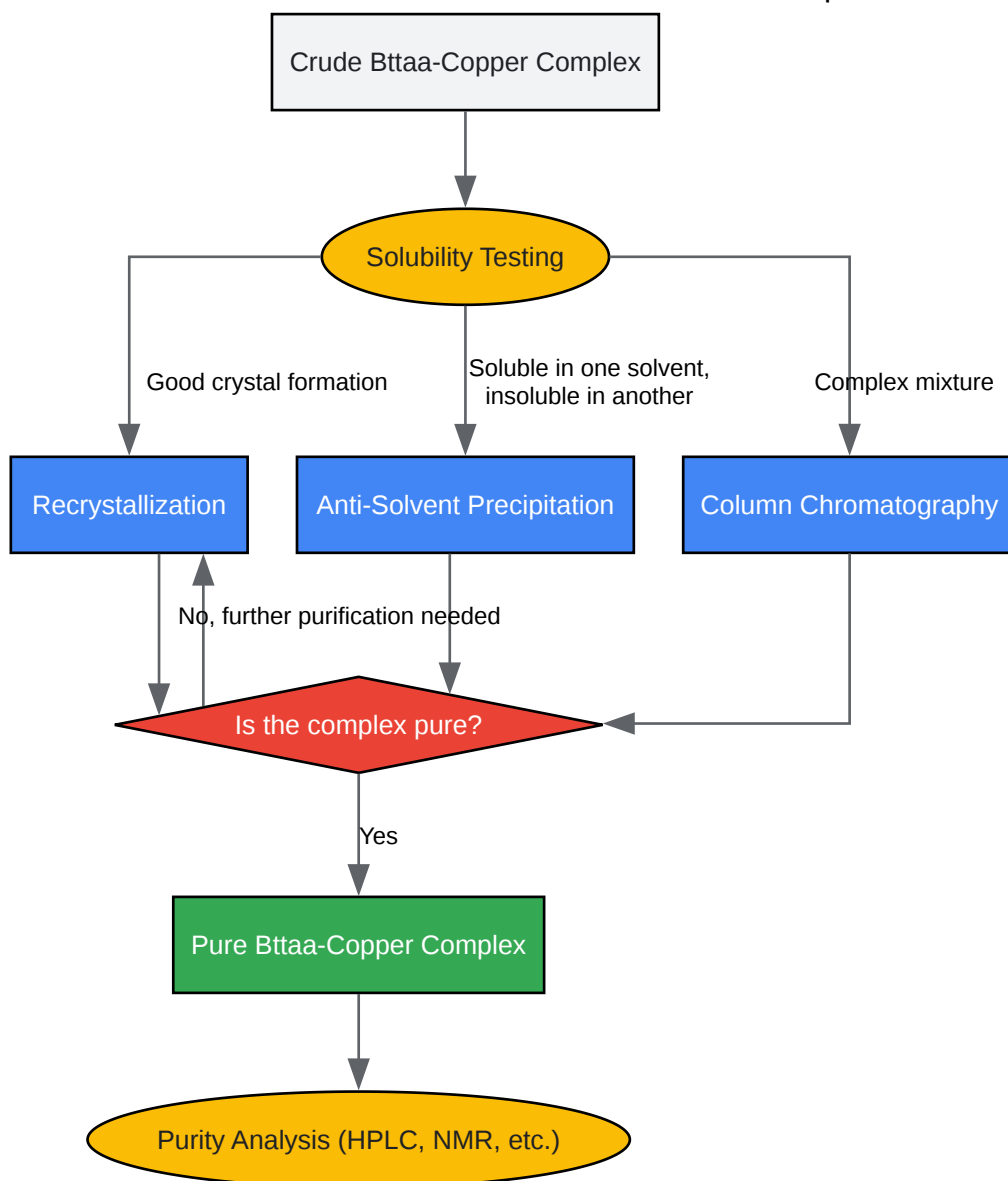 Crude Bttaa-Copper Complex
Solubility Testing
Good crystal formation
Soluble in one solvent,
insoluble in another
Complex mixture
Recrystallization
Anti-Solvent Precipitation
Column Chromatography
No, further purification needed
Is the complex pure?
Yes
Pure Bttaa-Copper Complex
Purity Analysis (HPLC, NMR, etc.)